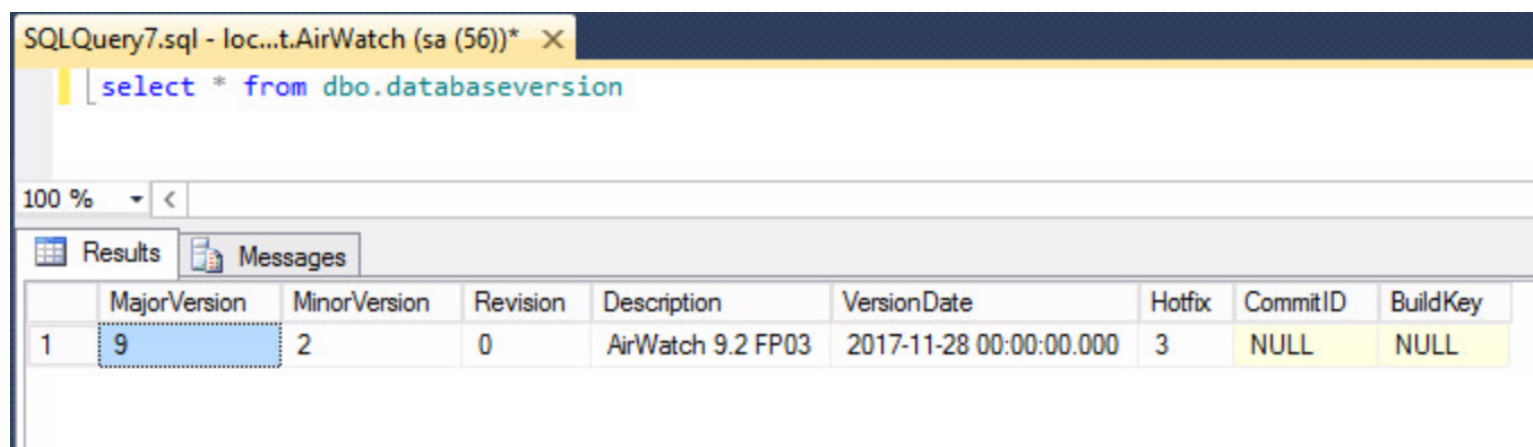 SQLQuery7.sql - loc...t.AirWatch (sa (56))* ×
select * from dbo.databaseversion
100 %
Results Messages
MajorVersion MinorVersion Revision Description VersionDate Hotfix CommitID BuildKey
1 9 2 0 AirWatch 9.2 FP03 2017-11-28 00:00:00.000 3 NULL NULL